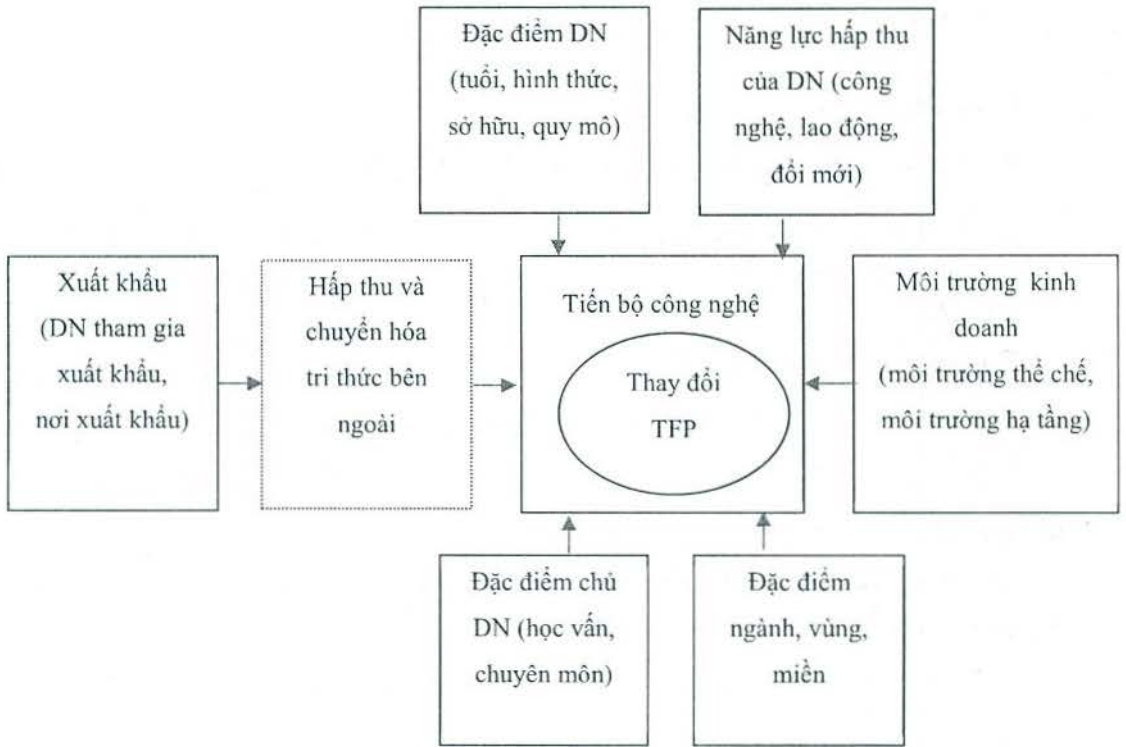 Đặc điểm DN
(tuổi, hình thức,
sở hữu, quy mô)
Năng lực hấp thu
của DN (công
nghệ, lao động,
đổi mới)
Xuất khẩu
(DN tham gia
xuất khẩu,
nơi xuất khẩu)
Hấp thu và
chuyển hóa
tri thức bên
ngoài
Tiến bộ công nghệ
Thay đổi
TFP
Môi trường kinh
doanh
(môi trường thể chế,
môi trường hạ tầng)
Đặc điểm chủ
DN (học vấn,
chuyên môn)
Đặc điểm
ngành, vùng,
miền